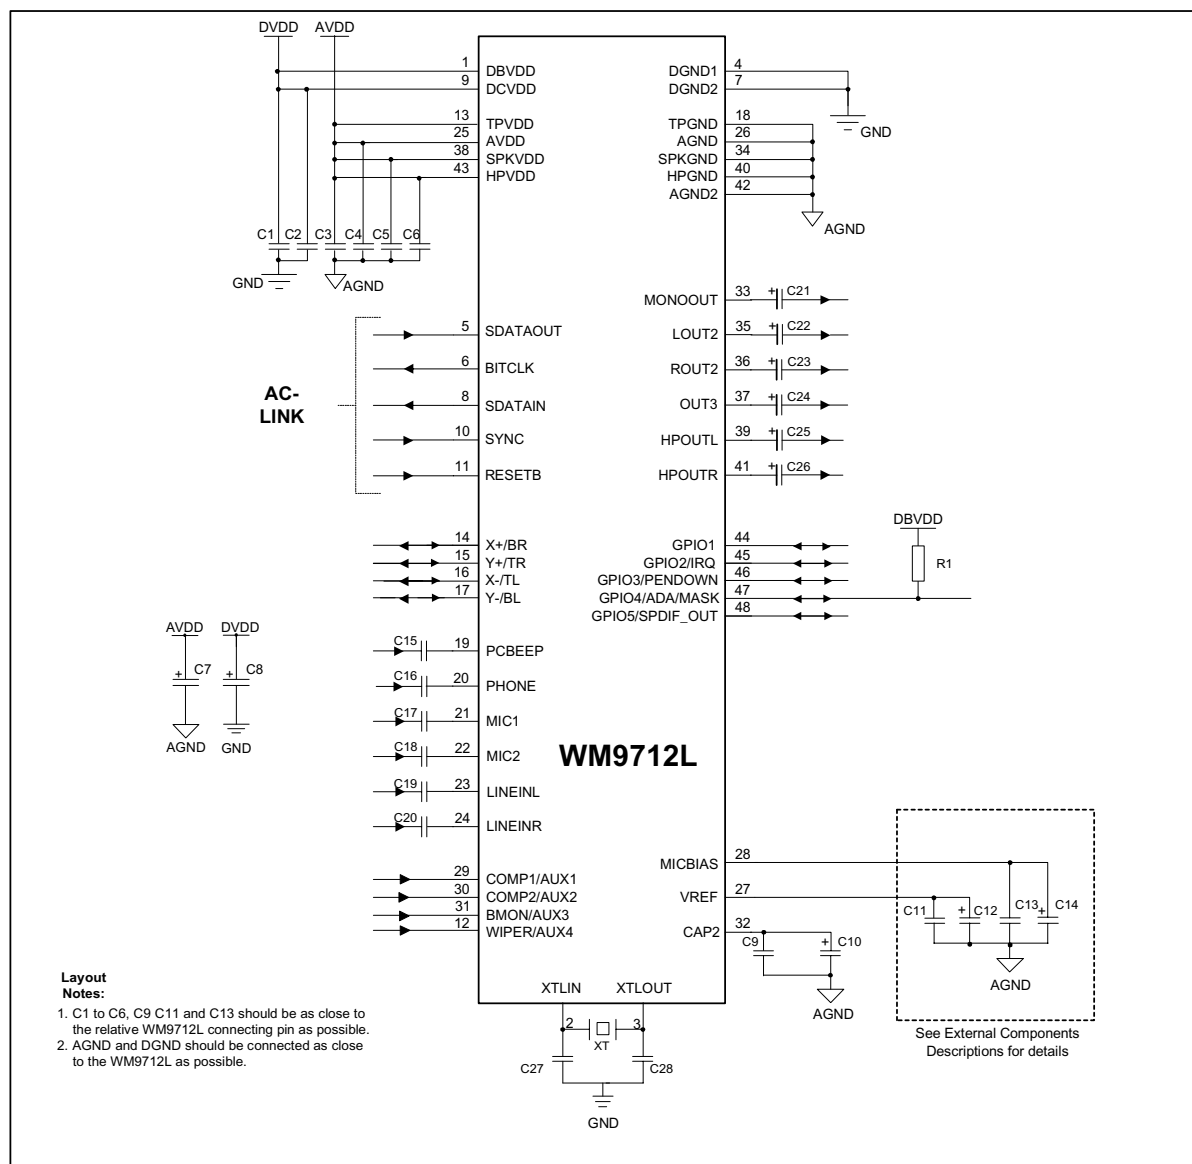 DVDD AVDD
1 DBVDD DGND1 4
9 DCVDD DGND2 7
GND
13 TPVDD TPGND 18
25 AVDD AGND 26
38 SPKVDD SPKGND 34
43 HPVDD HPGND 40
AGND2 42
AGND
C1 C2 C3 C4 C5 C6
GND AGND
MONOOUT 33 + C21
5 SDATAOUT LOUT2 35 + C22
6 BITCLK ROUT2 36 + C23
AC-
LINK
8 SDATAIN OUT3 37 + C24
10 SYNC HPOUTL 39 + C25
11 RESETB HPOUTR 41 + C26
DBVDD
R1
14 X+/BR GPIO1 44
15 Y+/TR GPIO2/IRQ 45
16 X-/TL GPIO3/PENDOWN 46
17 Y-/BL GPIO4/ADA/MASK 47
GPIO5/SPDIF_OUT 48
AVDD DVDD
+ C7 + C8
AGND GND
C15 19 PCBEEP
C16 20 PHONE
C17 21 MIC1
C18 22 MIC2
WM9712L
C19 23 LINEINL
C20 24 LINEINR
MICBIAS 28
29 COMP1/AUX1
30 COMP2/AUX2 VREF 27
31 BMON/AUX3
12 WIPER/AUX4 CAP2 32
C11 + C12 C13 + C14
AGND
C9 + C10
AGND
See External Components
Descriptions for details
Layout
Notes:
1. C1 to C6, C9 C11 and C13 should be as close to
the relative WM9712L connecting pin as possible.
2. AGND and DGND should be connected as close
to the WM9712L as possible.
XTLIN XTLOUT
2 XT 3
C27 C28
GND